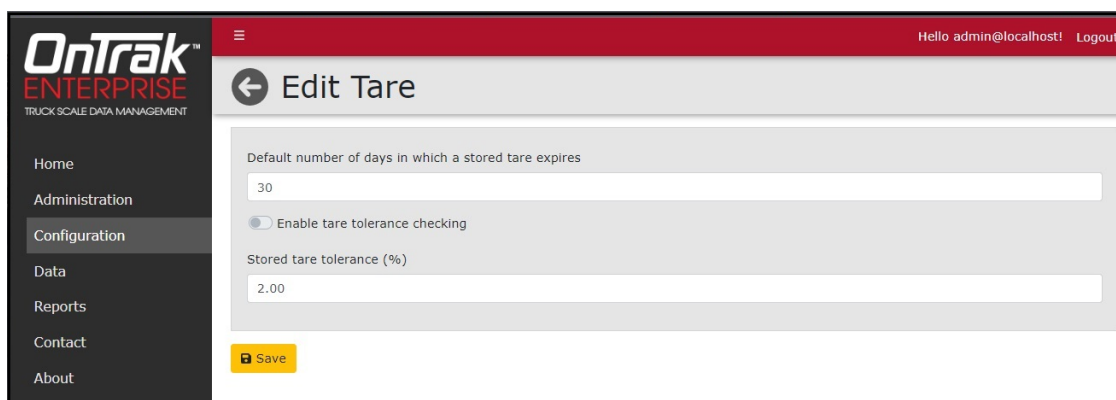 OnTrak™
ENTERPRISE
TRUCK SCALE DATA MANAGEMENT
Hello admin@localhost! Logout
Edit Tare
Home
Administration
Configuration
Data
Reports
Contact
About
Default number of days in which a stored tare expires
30
Enable tare tolerance checking
Stored tare tolerance (%)
2.00
Save